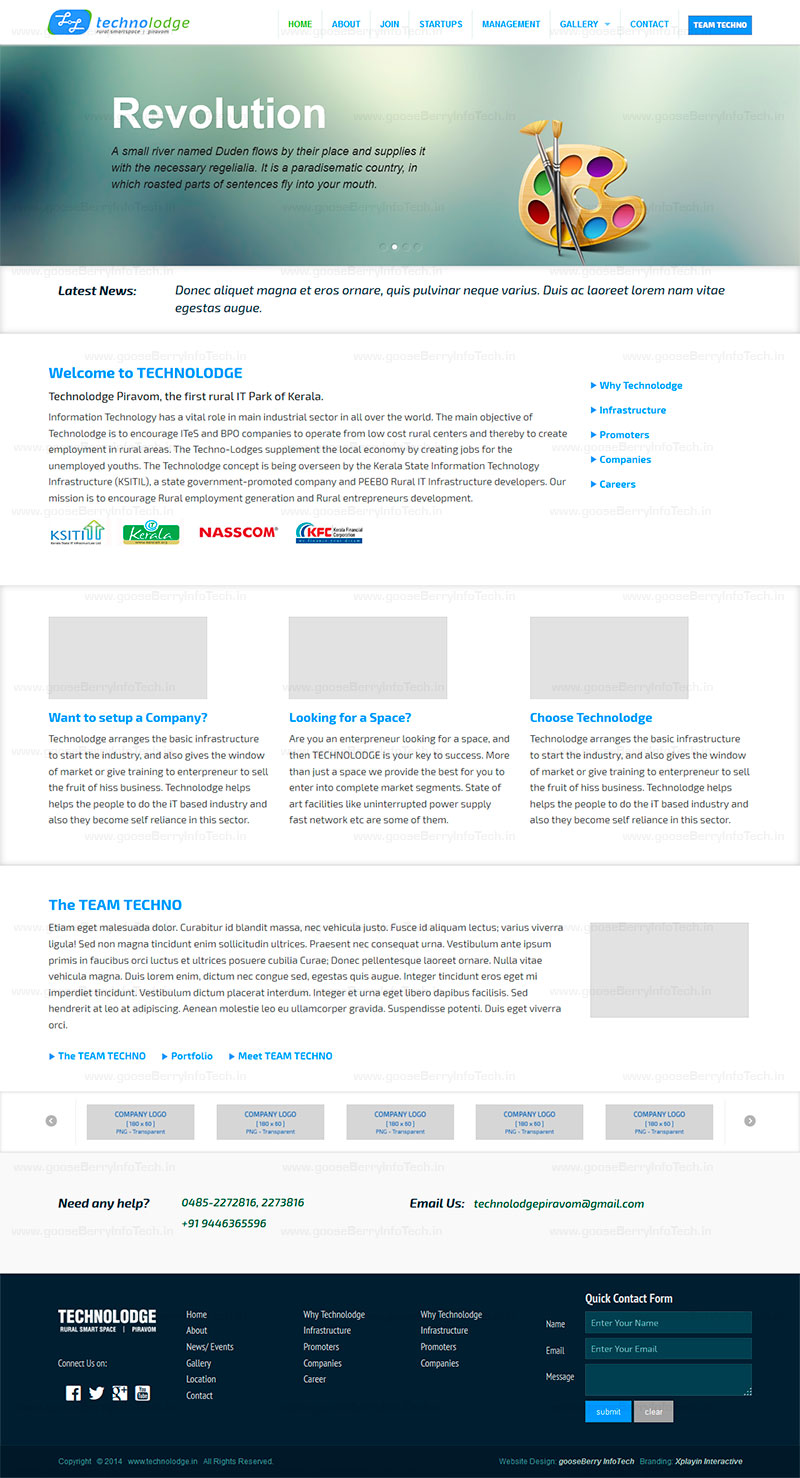 technolodge
rural smartspace | piravom
HOME ABOUT JOIN STARTUPS MANAGEMENT GALLERY CONTACT TEAM TECHNO
Revolution
A small river named Duden flows by their place and supplies it
with the necessary regelialia. It is a paradisematic country, in
which roasted parts of sentences fly into your mouth.
Latest News:
Donec aliquet magna et eros ornare, quis pulvinar neque varius. Duis ac laoreet lorem nam vitae
egestas augue.
Welcome to TECHNOLODGE
Technolodge Piravom, the first rural IT Park of Kerala.
Information Technology has a vital role in main industrial sector in all over the world. The main objective of
Technolodge is to encourage ITeS and BPO companies to operate from low cost rural centers and thereby to create
employment in rural areas. The Techno-Lodges supplement the local economy by creating jobs for the
unemployed youths. The Technolodge concept is being overseen by the Kerala State Information Technology
Infrastructure (KSITIL), a state government-promoted company and PEEBO Rural IT Infrastructure developers. Our
mission is to encourage Rural employment generation and Rural entrepreneurs development.
Why Technolodge
Infrastructure
Promoters
Companies
Careers
KSITIL
Kerala State IT Infrastructure Ltd
IT
Kerala
NASSCOM®
KFC Kerala Financial
Corporation
Want to setup a Company?
Technolodge arranges the basic infrastructure
to start the industry, and also gives the window
of market or give training to enterpreneur to sell
the fruit of hiss business. Technolodge helps
helps the people to do the iT based industry and
also they become self reliance in this sector.
Looking for a Space?
Are you an enterpreneur looking for a space, and
then TECHNOLODGE is your key to success. More
than just a space we provide the best for you to
enter into complete market segments. State of
art facilities like uninterrupted power supply
fast network etc are some of them.
Choose Technolodge
Technolodge arranges the basic infrastructure
to start the industry, and also gives the window
of market or give training to enterpreneur to sell
the fruit of hiss business. Technolodge helps
helps the people to do the iT based industry and
also they become self reliance in this sector.
The TEAM TECHNO
Etiam eget malesuada dolor. Curabitur id blandit massa, nec vehicula justo. Fusce id aliquam lectus; varius viverra
ligula! Sed non magna tincidunt enim sollicitudin ultrices. Praesent nec consequat urna. Vestibulum ante ipsum
primis in faucibus orci luctus et ultrices posuere cubilia Curae; Donec pellentesque laoreet ornare. Nulla vitae
vehicula magna. Duis lorem enim, dictum nec congue sed, egestas quis augue. Integer tincidunt eros eget mi
imperdiet tincidunt. Vestibulum dictum placerat interdum. Integer et urna eget libero dapibus facilisis. Sed
hendrerit at leo at adipiscing. Aenean molestie leo eu ullamcorper gravida. Suspendisse potenti. Duis eget viverra
orci.
The TEAM TECHNO Portfolio Meet TEAM TECHNO
COMPANY LOGO COMPANY LOGO COMPANY LOGO COMPANY LOGO COMPANY LOGO
[ 180 x 60 ] [ 180 x 60 ] [ 180 x 60 ] [ 180 x 60 ] [ 180 x 60 ]
PNG - Transparent PNG - Transparent PNG - Transparent PNG - Transparent PNG - Transparent
Need any help? 0485-2272816, 2273816
+91 9446365596
Email Us: technolodgepiravom@gmail.com
TECHNOLODGE
RURAL SMART SPACE | PIRAVOM
Connect Us on:
Home
About
News/ Events
Gallery
Location
Contact
Why Technolodge
Infrastructure
Promoters
Companies
Career
Why Technolodge
Infrastructure
Promoters
Companies
Quick Contact Form
Name Enter Your Name
Email Enter Your Email
Message
submit clear
Copyright © 2014 www.technolodge.in All Rights Reserved.
Website Design: gooseBerry InfoTech Branding: Xplayin Interactive
www.gooseBerryInfoTech.in